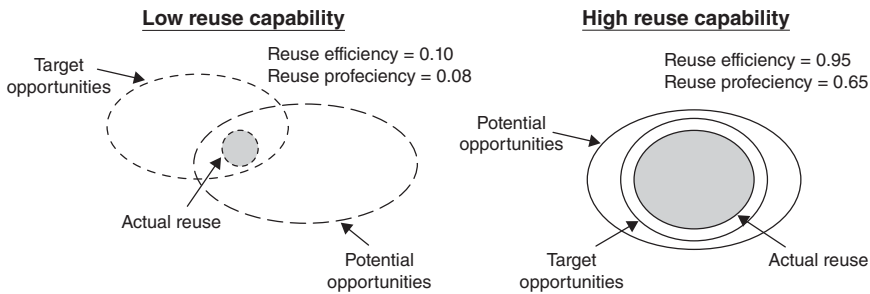 Low reuse capability
Reuse efficiency = 0.10
Reuse profeciency = 0.08
Target
opportunities
Actual reuse
Potential
opportunities
High reuse capability
Reuse efficiency = 0.95
Reuse profeciency = 0.65
Potential
opportunities
Target
opportunities
Actual reuse